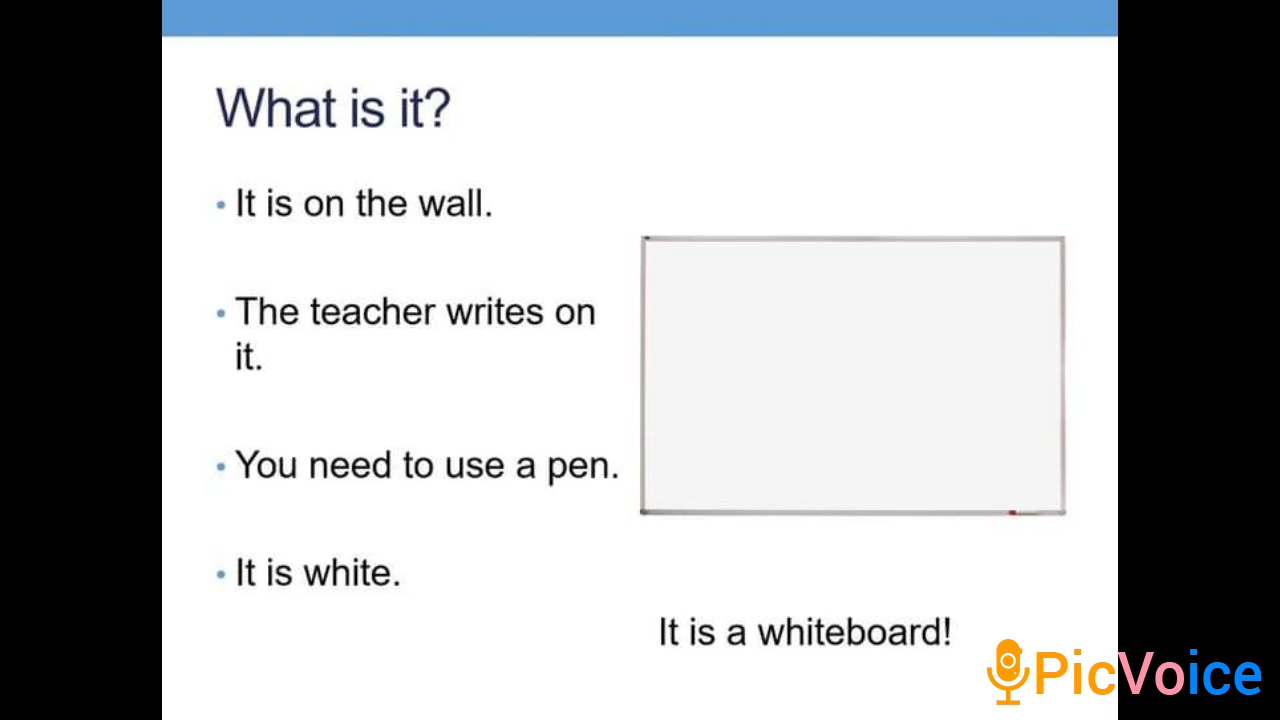 What is it?
• It is on the wall.
• The teacher writes on
it.
• You need to use a pen.
• It is white.
It is a whiteboard!
PicVoice